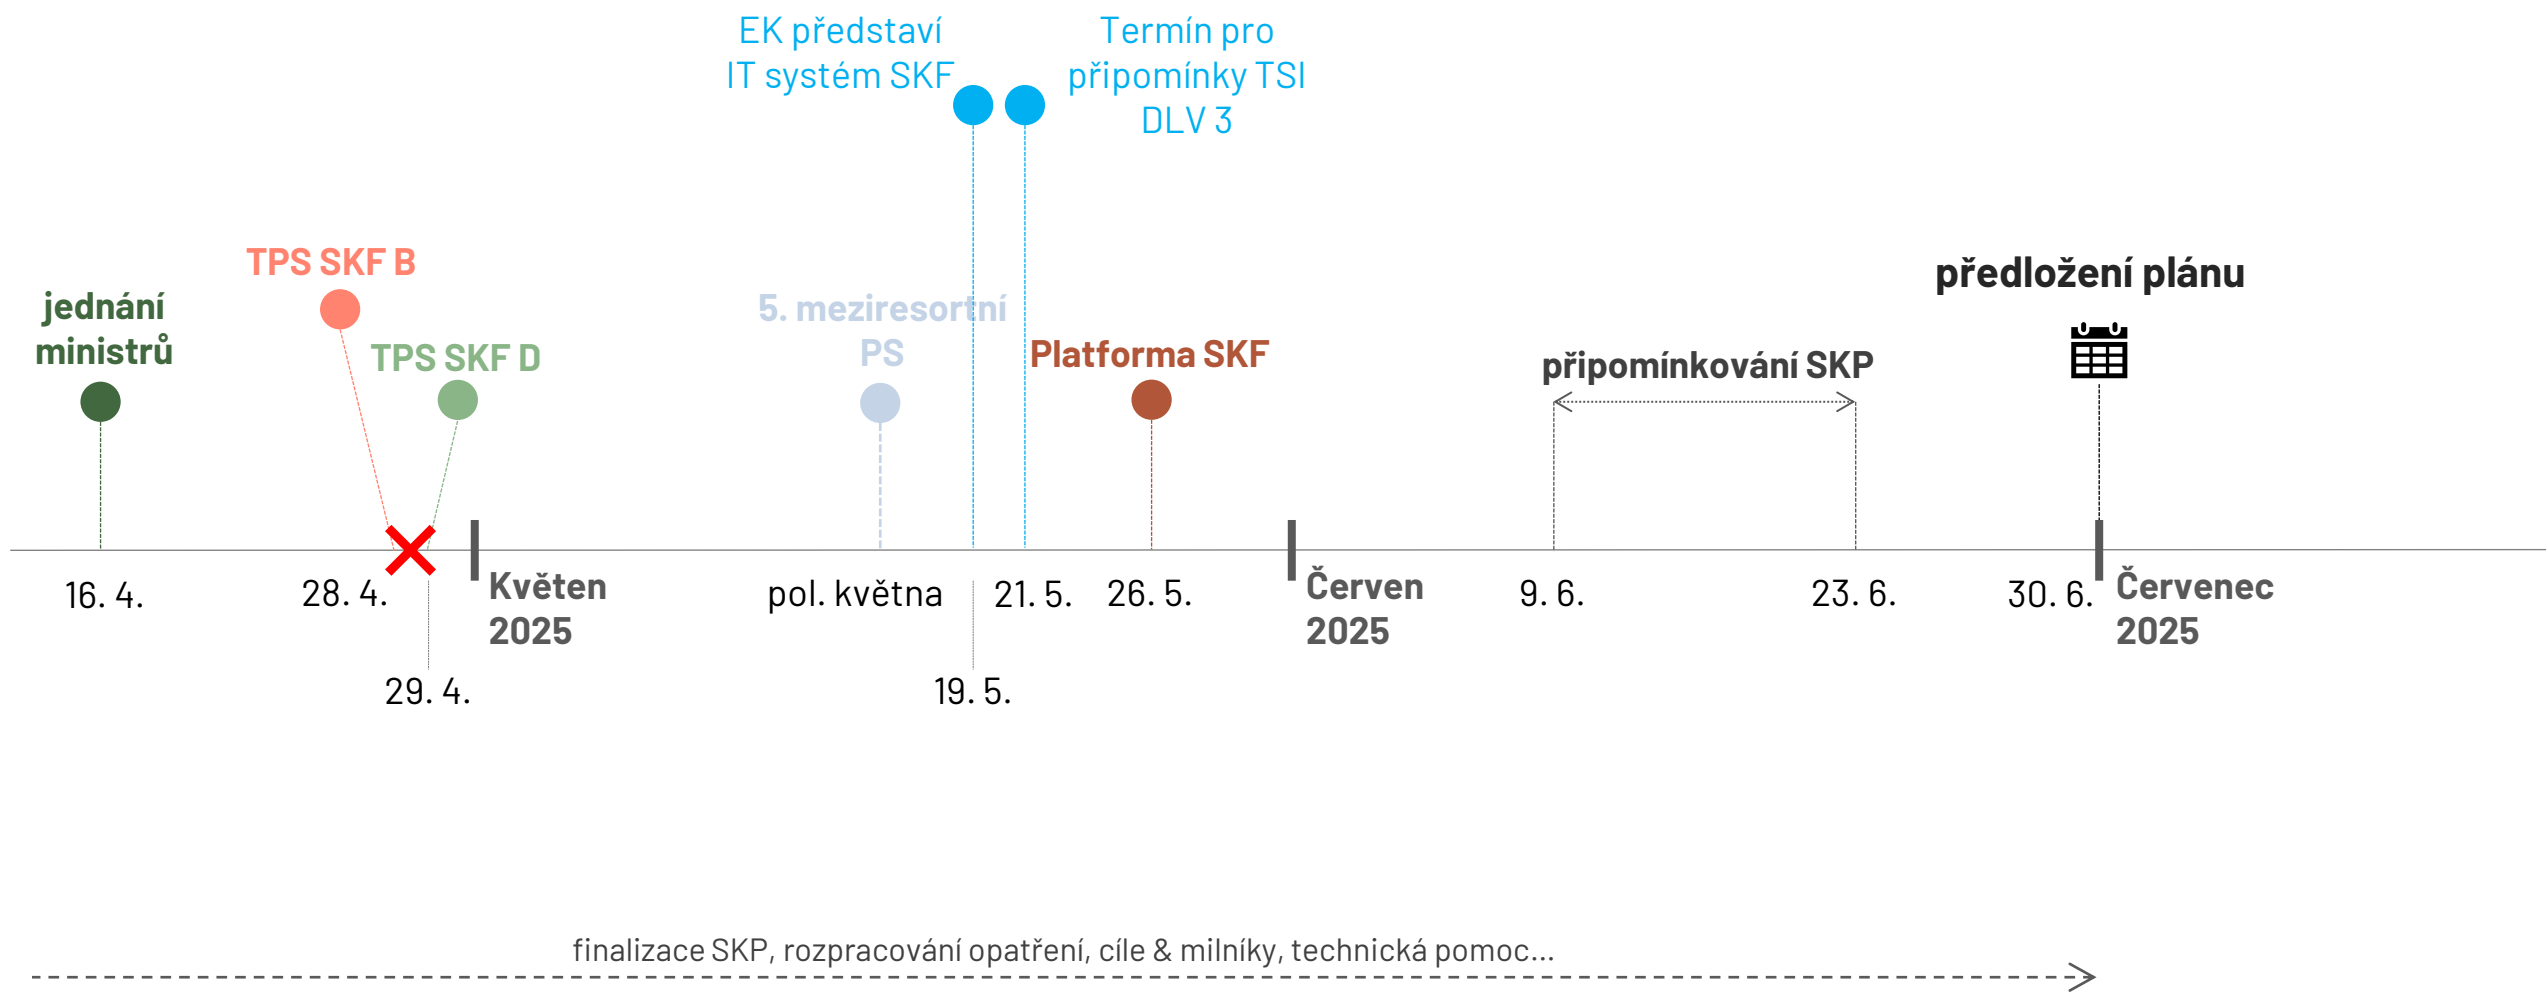 EK představí
IT systém SKF
Termín pro
připomínky TSI
DLV 3
TPS SKF B
jednání
ministrů
TPS SKF D
5. meziresortní
PS
Platforma SKF
připomínkování SKP
předložení plánu
16. 4.
28. 4.
29. 4.
Květen
2025
pol. května
19. 5.
21. 5.
26. 5.
Červen
2025
9. 6.
23. 6.
30. 6.
Červenec
2025
finalizace SKP, rozpracování opatření, cíle & milníky, technická pomoc...